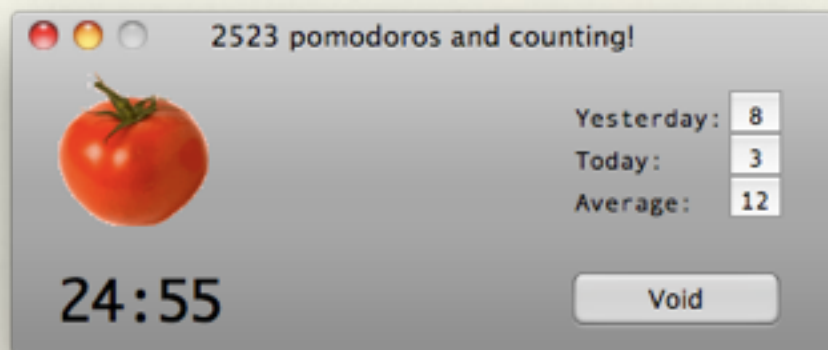 2523 pomodoros and counting!
Yesterday: 8
Today: 3
Average: 12
24:55
Void